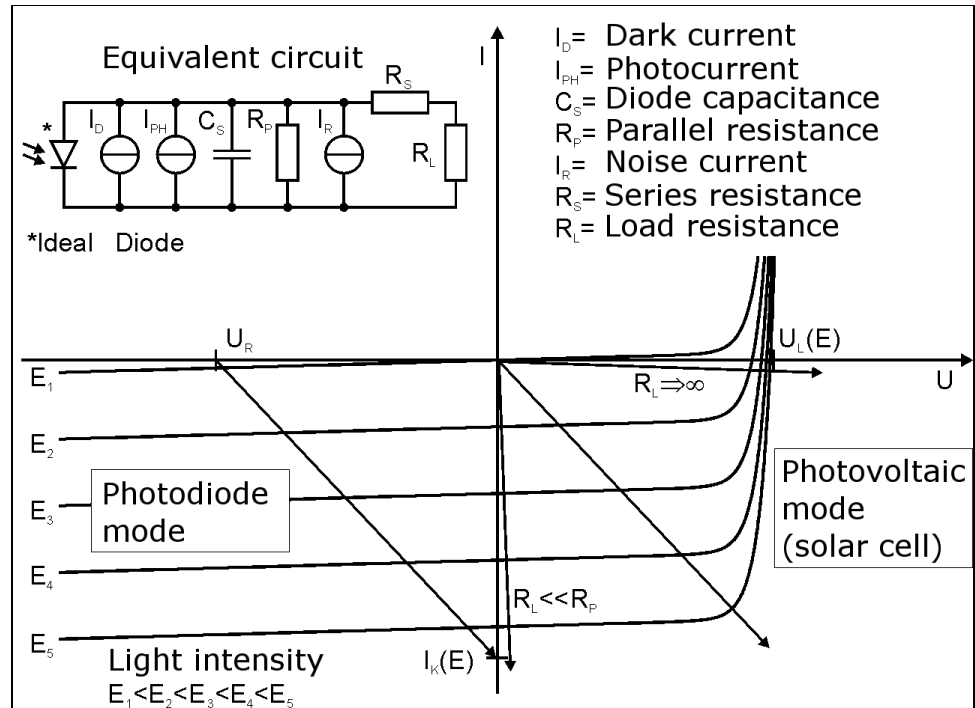 Equivalent circuit
* I_D I_PH C_S R_P I_R R_S R_L
*Ideal Diode
I
I_D= Dark current
I_PH= Photocurrent
C_S= Diode capacitance
R_P= Parallel resistance
I_R= Noise current
R_S= Series resistance
R_L= Load resistance
U_R
U_L(E)
U
R_L⇒∞
E_1
E_2
E_3
E_4
E_5
Photodiode
mode
Photovoltaic
mode
(solar cell)
R_L<<R_P
I_K(E)
Light intensity
E_1<E_2<E_3<E_4<E_5